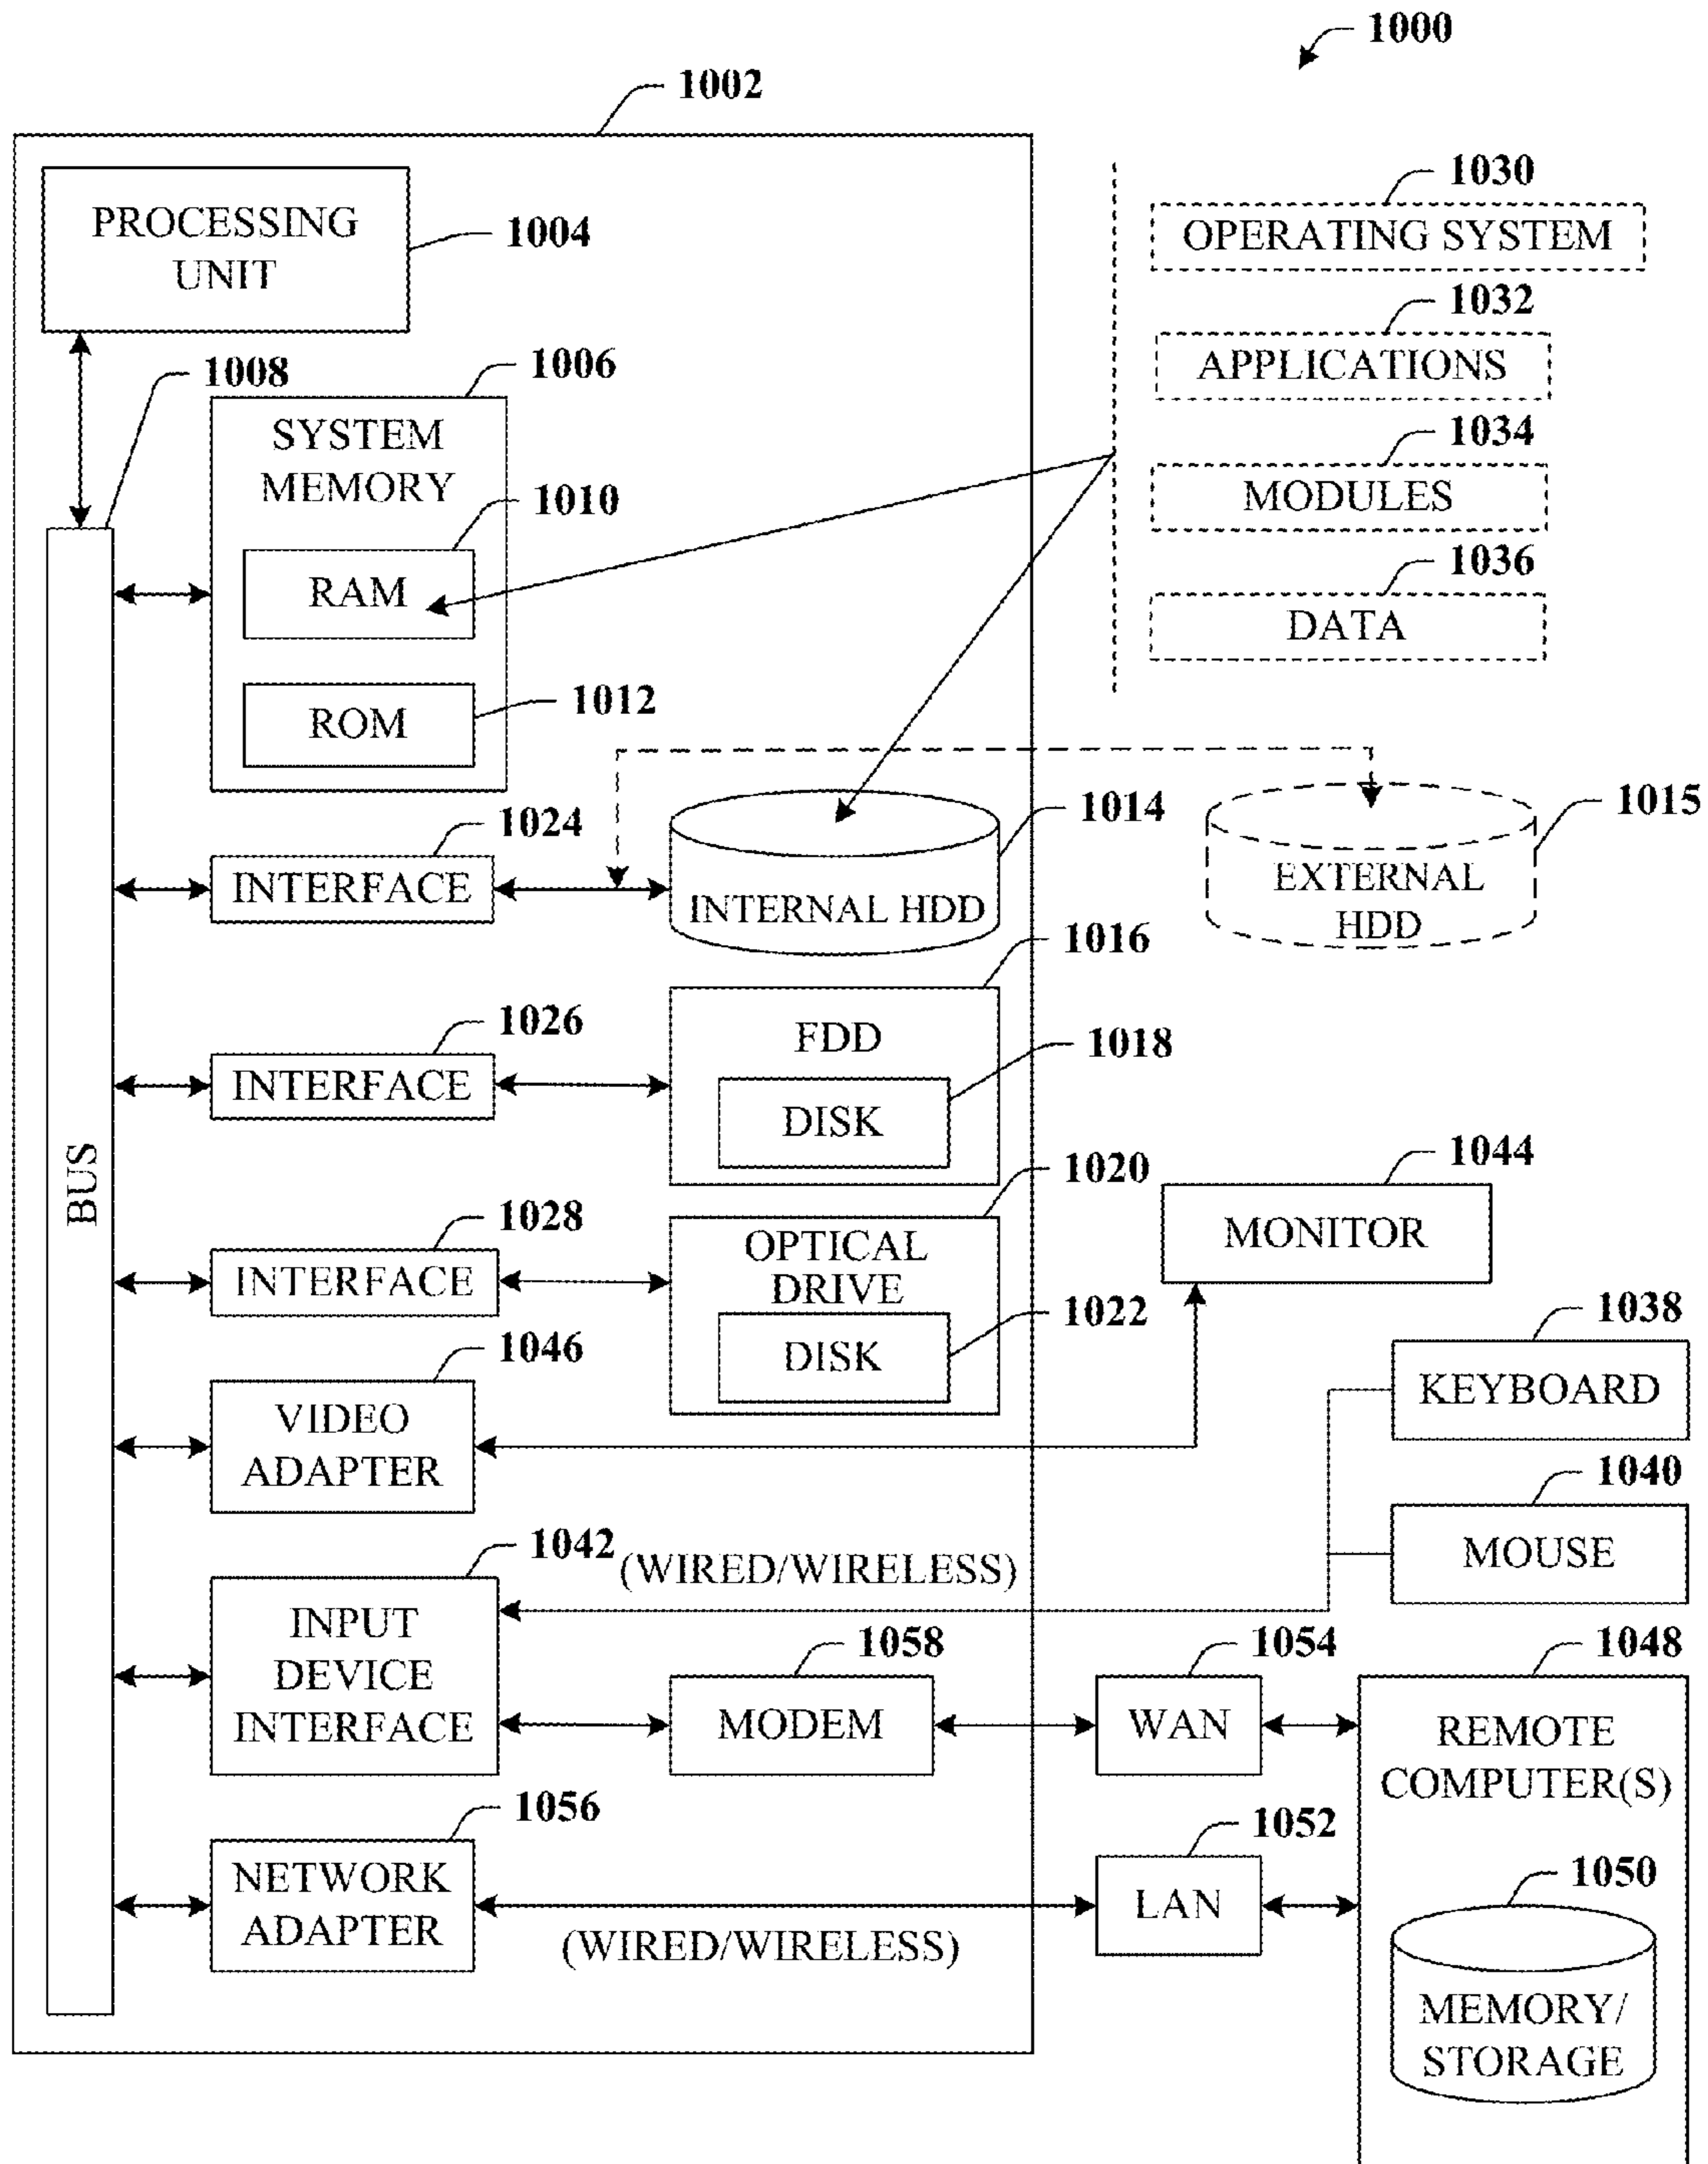 1000
1002
PROCESSING
UNIT
1004
1030
OPERATING SYSTEM
1032
APPLICATIONS
1034
MODULES
1036
DATA
1008
BUS
1006
SYSTEM
MEMORY
1010
RAM
1012
ROM
1024
INTERFACE
1014
INTERNAL HDD
1015
EXTERNAL
HDD
1026
INTERFACE
1016
FDD
1018
DISK
1028
INTERFACE
1020
OPTICAL
DRIVE
1022
DISK
1044
MONITOR
1046
VIDEO
ADAPTER
1038
KEYBOARD
1040
MOUSE
1042
(WIRED/WIRELESS)
INPUT
DEVICE
INTERFACE
1058
MODEM
1054
WAN
1048
REMOTE
COMPUTER(S)
1056
NETWORK
ADAPTER
(WIRED/WIRELESS)
1052
LAN
1050
MEMORY/
STORAGE